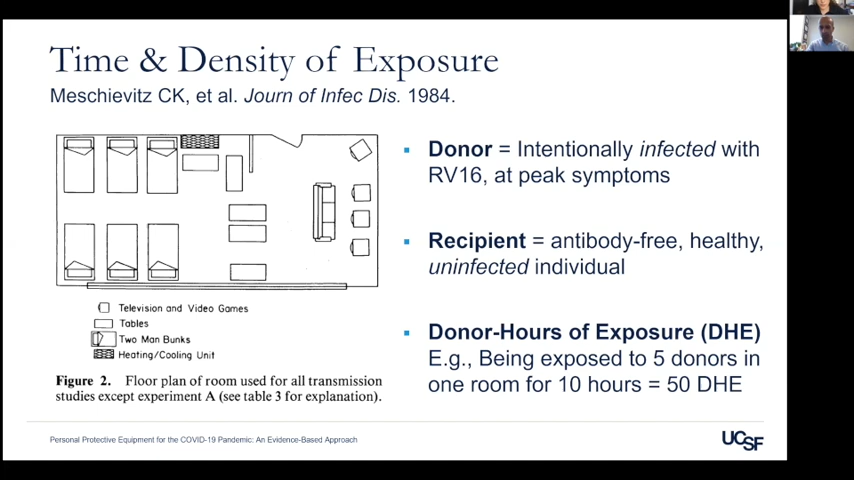 Time & Density of Exposure
Meschievitz CK, et al. Journ of Infec Dis. 1984.
Television and Video Games
Tables
Two Man Bunks
Heating/Cooling Unit
Figure 2. Floor plan of room used for all transmission
studies except experiment A (see table 3 for explanation).
▪ Donor = Intentionally infected with
RV16, at peak symptoms
▪ Recipient = antibody-free, healthy,
uninfected individual
▪ Donor-Hours of Exposure (DHE)
E.g., Being exposed to 5 donors in
one room for 10 hours = 50 DHE
Personal Protective Equipment for the COVID-19 Pandemic: An Evidence-Based Approach
UCSF